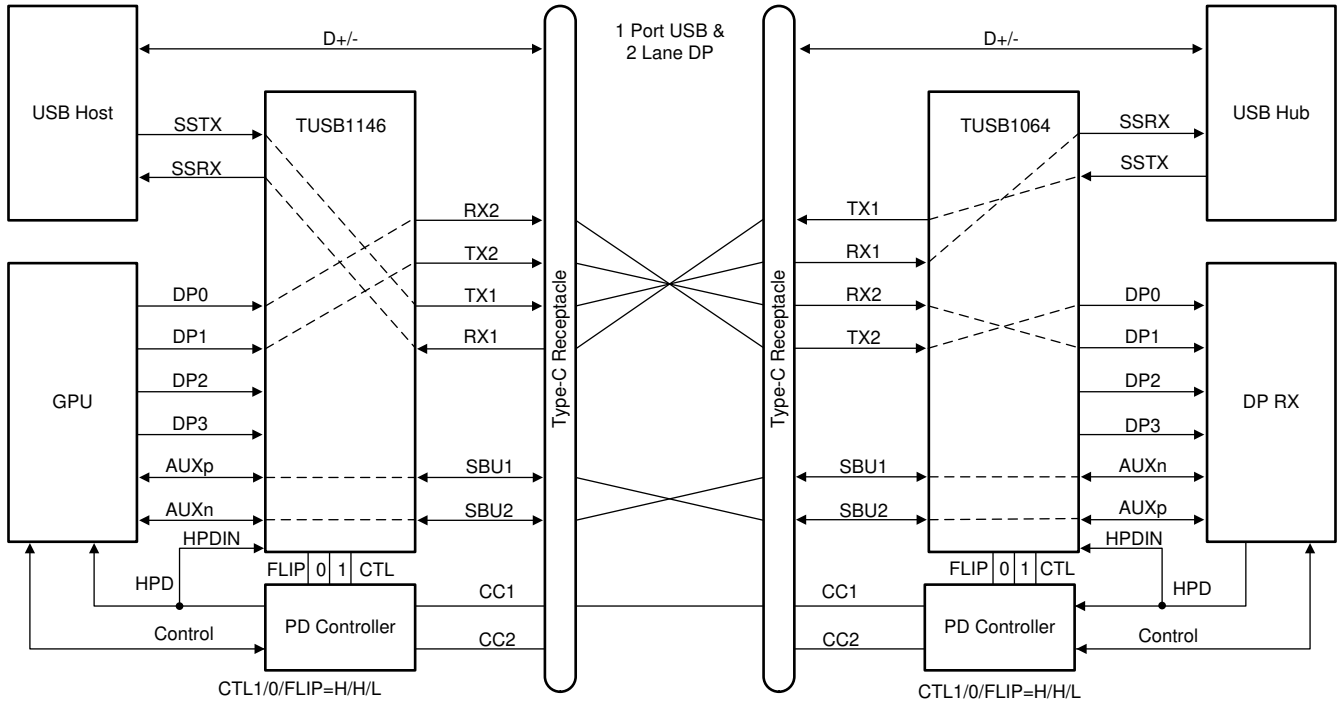 1 Port USB &
2 Lane DP
USB Host
D+/-
TUSB1146
SSTX
SSRX
RX2
TX2
TX1
RX1
GPU
DP0
DP1
DP2
DP3
AUXp
AUXn
SBU1
SBU2
HPDIN
HPD
Control
FLIP 0 1 CTL
PD Controller
CC1
CC2
CTL1/0/FLIP=H/H/L
Type-C Receptacle
Type-C Receptacle
D+/-
USB Hub
TUSB1064
SSRX
SSTX
TX1
RX1
RX2
TX2
DP0
DP1
DP2
DP3
DP RX
SBU1
SBU2
AUXn
AUXp
HPDIN
HPD
Control
FLIP 0 1 CTL
PD Controller
CC1
CC2
CTL1/0/FLIP=H/H/L